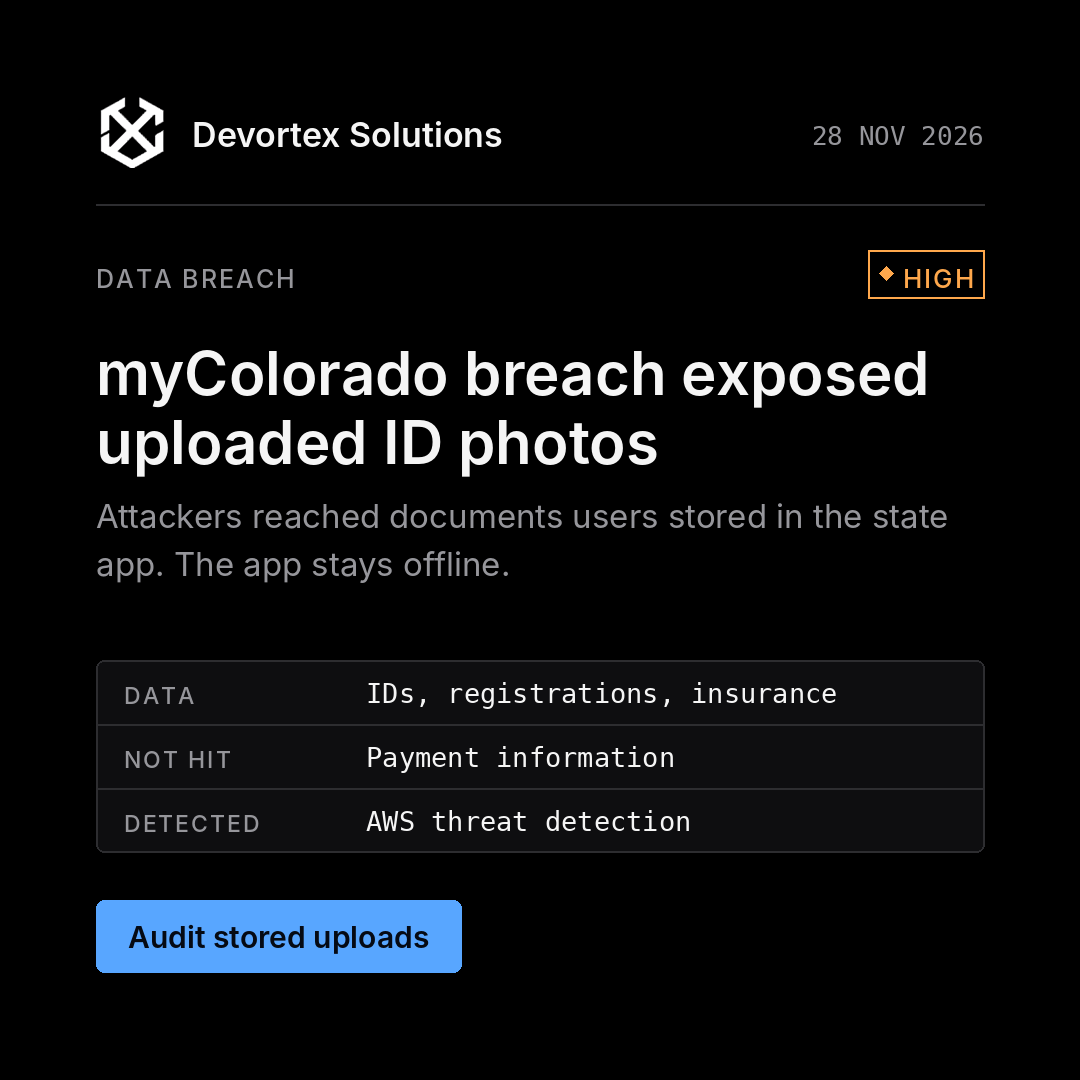 Devortex Solutions
28 NOV 2026
DATA BREACH
HIGH
myColorado breach exposed
uploaded ID photos
Attackers reached documents users stored in the state
app. The app stays offline.
DATA IDs, registrations, insurance
NOT HIT Payment information
DETECTED AWS threat detection
Audit stored uploads